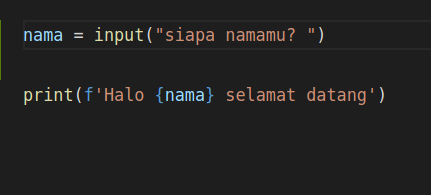 nama = input("siapa namamu? ")
print(f'Halo {nama} selamat datang')